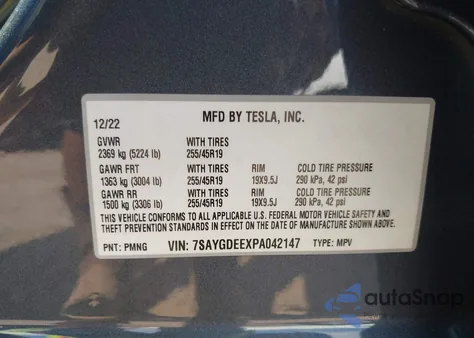 MFD BY TESLA, INC.
12/22
GVWR WITH TIRES
2369 kg (5224 lb) 255/45R19
GAWR FRT WITH TIRES RIM COLD TIRE PRESSURE
1363 kg (3004 lb) 255/45R19 19X9.5J 290 kPa, 42 psi
GAWR RR WITH TIRES RIM COLD TIRE PRESSURE
1500 kg (3306 lb) 255/45R19 19X9.5J 290 kPa, 42 psi
THIS VEHICLE CONFORMS TO ALL APPLICABLE U.S. FEDERAL MOTOR VEHICLE SAFETY AND
THEFT PREVENTION STANDARDS IN EFFECT ON THE DATE OF MANUFACTURE SHOWN ABOVE.
PNT: PMNG VIN: 7SAYGDEEXPA042147 TYPE: MPV
autoSnap